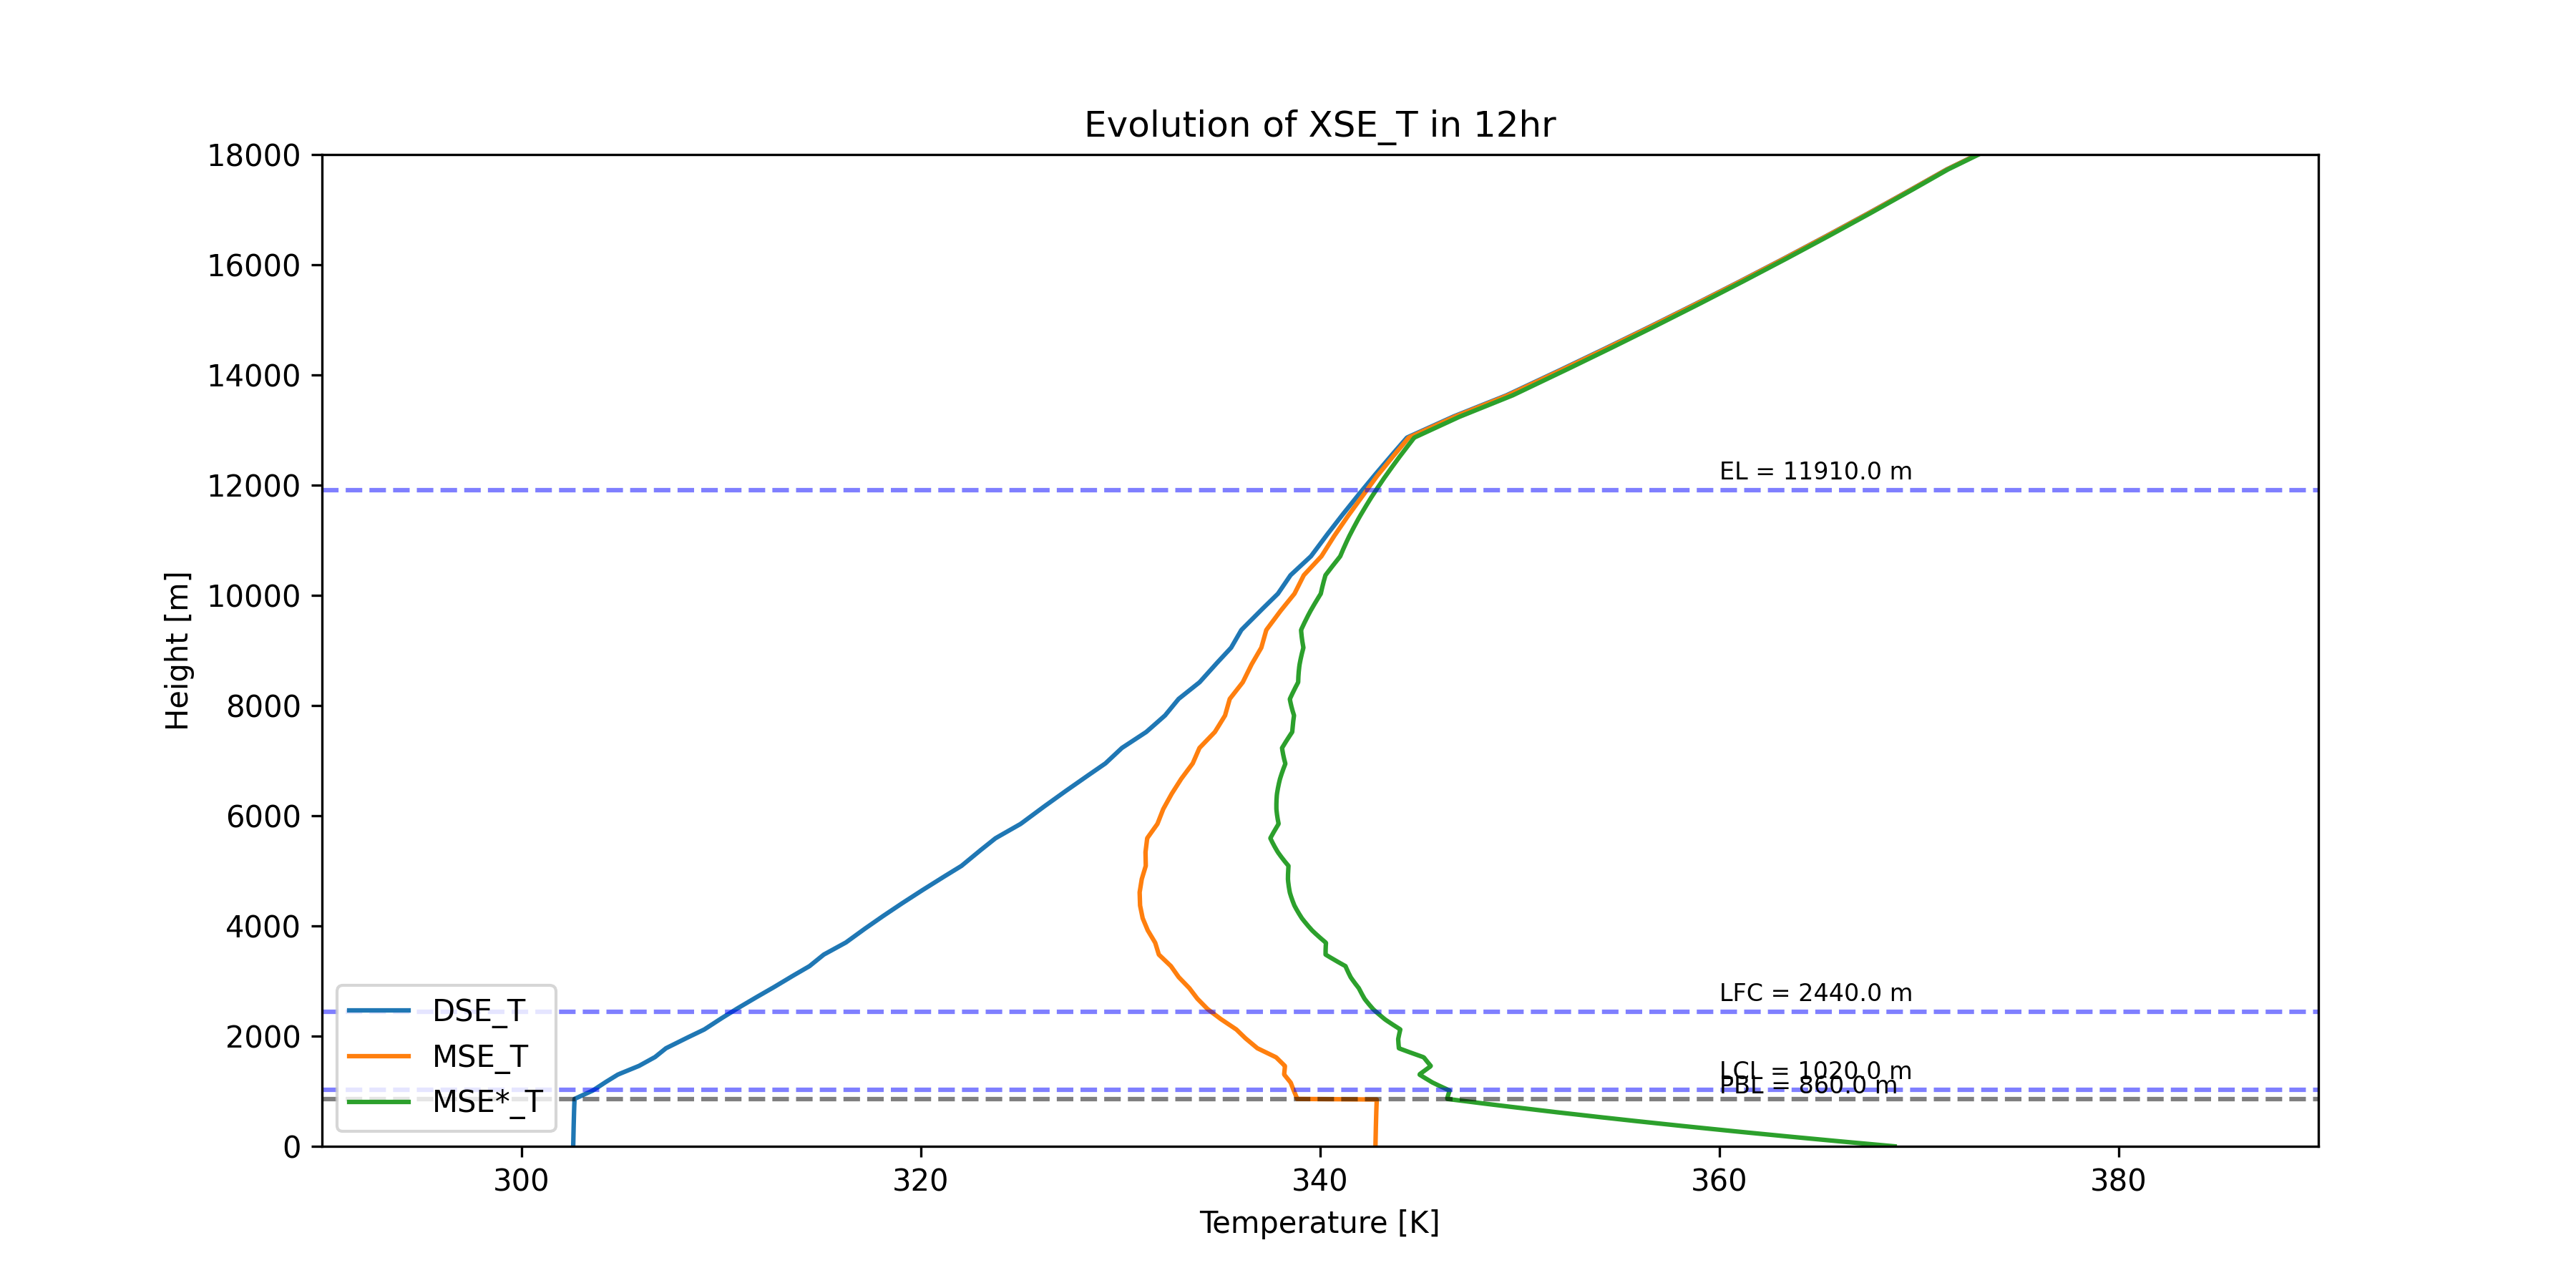 Evolution of XSE_T in 12hr
18000
16000
14000
12000
10000
8000
6000
4000
2000
0
Height [m]
EL = 11910.0 m
LFC = 2440.0 m
LCL = 1020.0 m
PBL = 860.0 m
DSE_T
MSE_T
MSE*_T
300 320 340 360 380
Temperature [K]